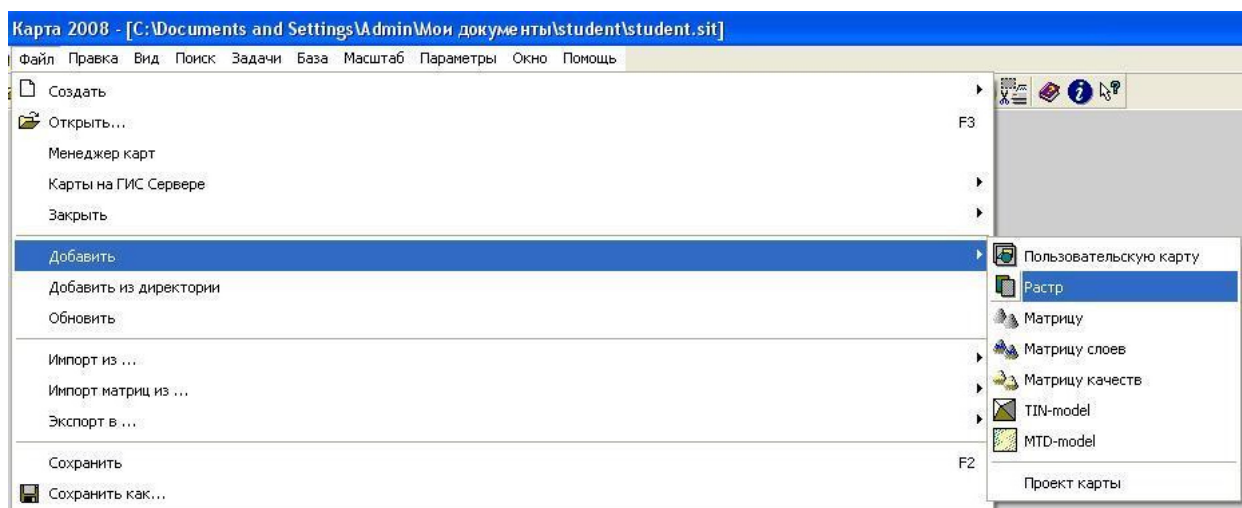 Карта 2008 - [C:\Documents and Settings\Admin\Мои документы\student\student.sit]
Файл Правка Вид Поиск Задачи База Масштаб Параметры Окно Помощь
Создать
Открыть... F3
Менеджер карт
Карты на ГИС Сервере
Закрыть
Добавить
Добавить из директории
Обновить
Импорт из ...
Импорт матриц из ...
Экспорт в ...
Сохранить F2
Сохранить как...
Пользовательскую карту
Растр
Матрицу
Матрицу слоев
Матрицу качеств
TIN-model
MTD-model
Проект карты